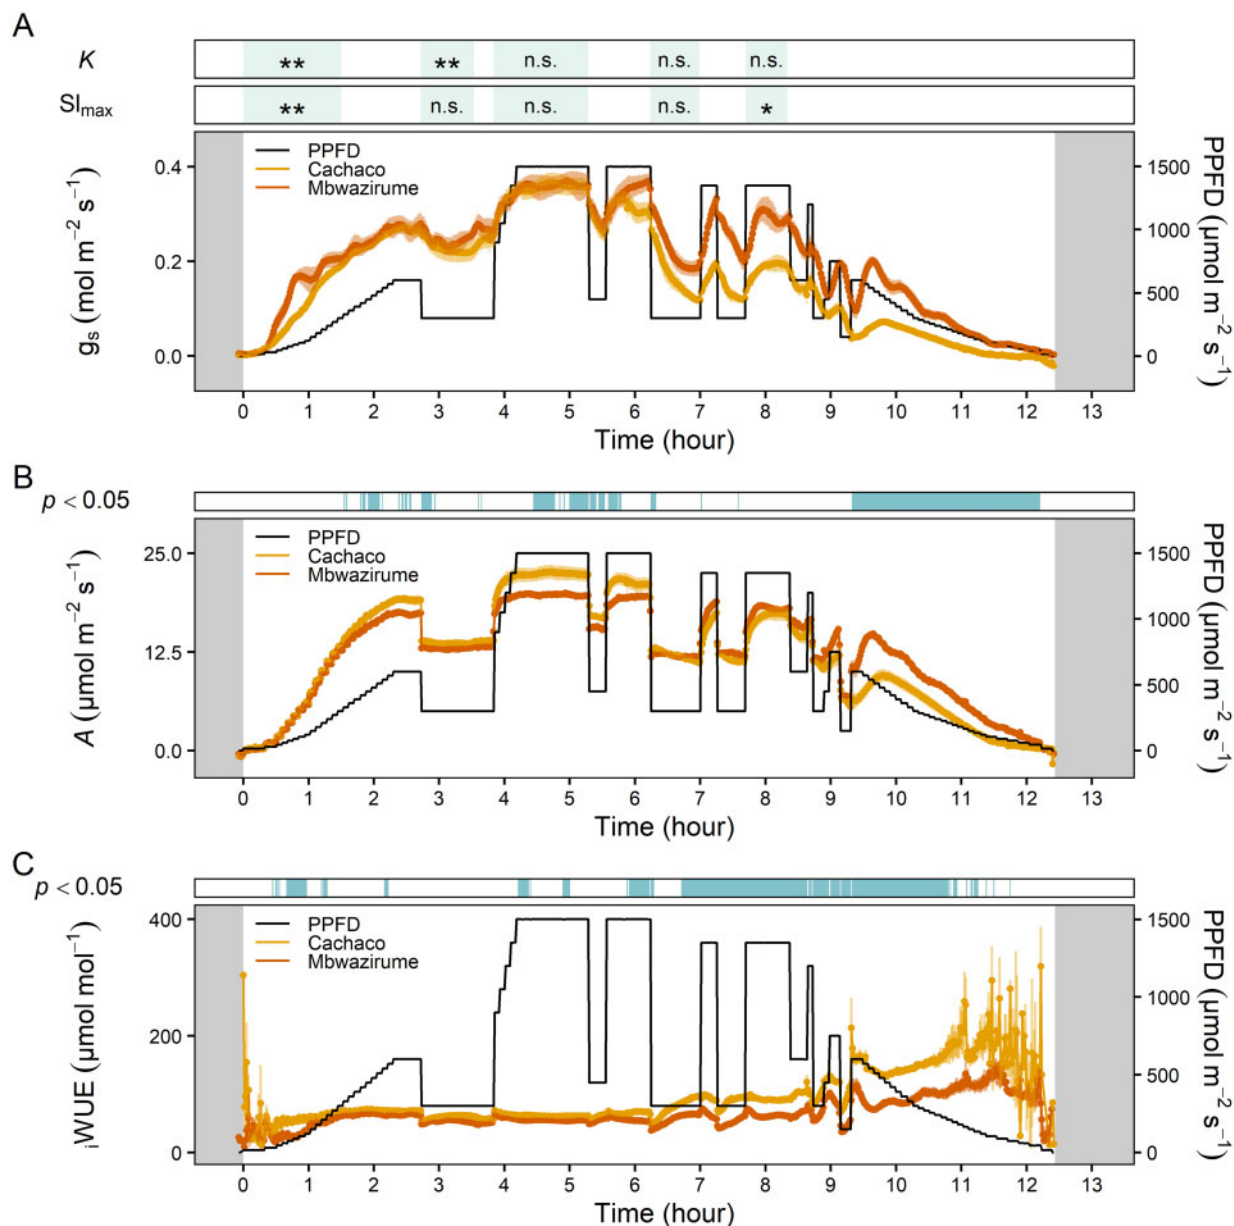 A
K
** ** n.s. n.s. n.s.
SImax
** n.s. n.s. n.s. *
PPFD
Cachaco
Mbwazirume
gs (mol m−2 s−1)
0.4
0.2
0.0
PPFD (μmol m−2 s−1)
1500
1000
500
0
0 1 2 3 4 5 6 7 8 9 10 11 12 13
Time (hour)
B
p < 0.05
PPFD
Cachaco
Mbwazirume
A (μmol m−2 s−1)
25.0
12.5
0.0
PPFD (μmol m−2 s−1)
1500
1000
500
0
0 1 2 3 4 5 6 7 8 9 10 11 12 13
Time (hour)
C
p < 0.05
PPFD
Cachaco
Mbwazirume
iWUE (μmol mol−1)
400
200
0
PPFD (μmol m−2 s−1)
1500
1000
500
0
0 1 2 3 4 5 6 7 8 9 10 11 12 13
Time (hour)